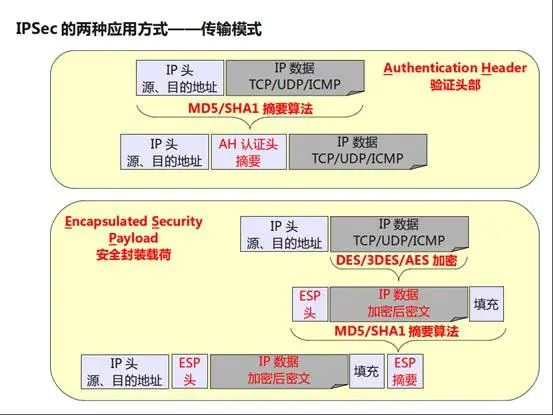 IPSec 的两种应用方式——传输模式
IP 头
源、目的地址
IP 数据
TCP/UDP/ICMP
Authentication Header
验证头部
MD5/SHA1 摘要算法
IP 头
源、目的地址
AH 认证头
摘要
IP 数据
TCP/UDP/ICMP
Encapsulated Security
Payload
安全封装载荷
IP 头
源、目的地址
IP 数据
TCP/UDP/ICMP
DES/3DES/AES 加密
ESP
头
IP 数据
加密后密文
填充
MD5/SHA1 摘要算法
IP 头
源、目的地址
ESP
头
IP 数据
加密后密文
填充
ESP
摘要